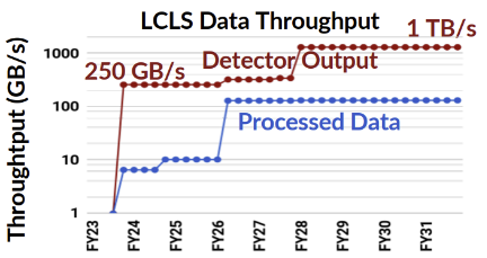 LCLS Data Throughput
1 TB/s
1000
Detector Output
250 GB/s
100
Processed Data
10
1
Throughtput (GB/s)
FY23
FY24
FY25
FY26
FY27
FY28
FY29
FY30
FY31